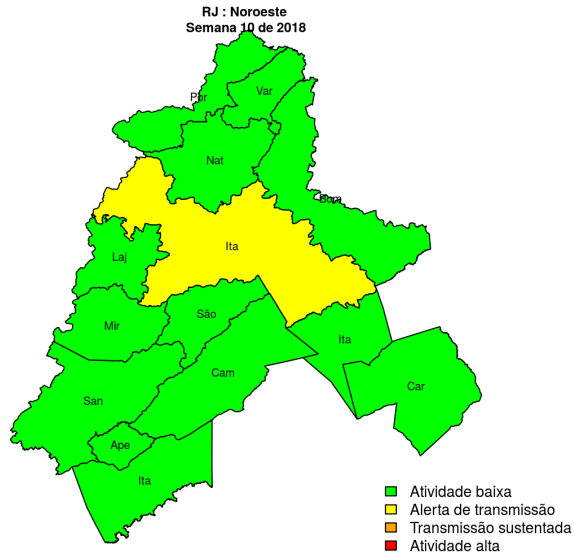 RJ : Noroeste
Semana 10 de 2018
Por
Var
Nat
Bom
Ita
Laj
São
Mir
Ita
Cam
Car
San
Ape
Ita
Atividade baixa
Alerta de transmissão
Transmissão sustentada
Atividade alta